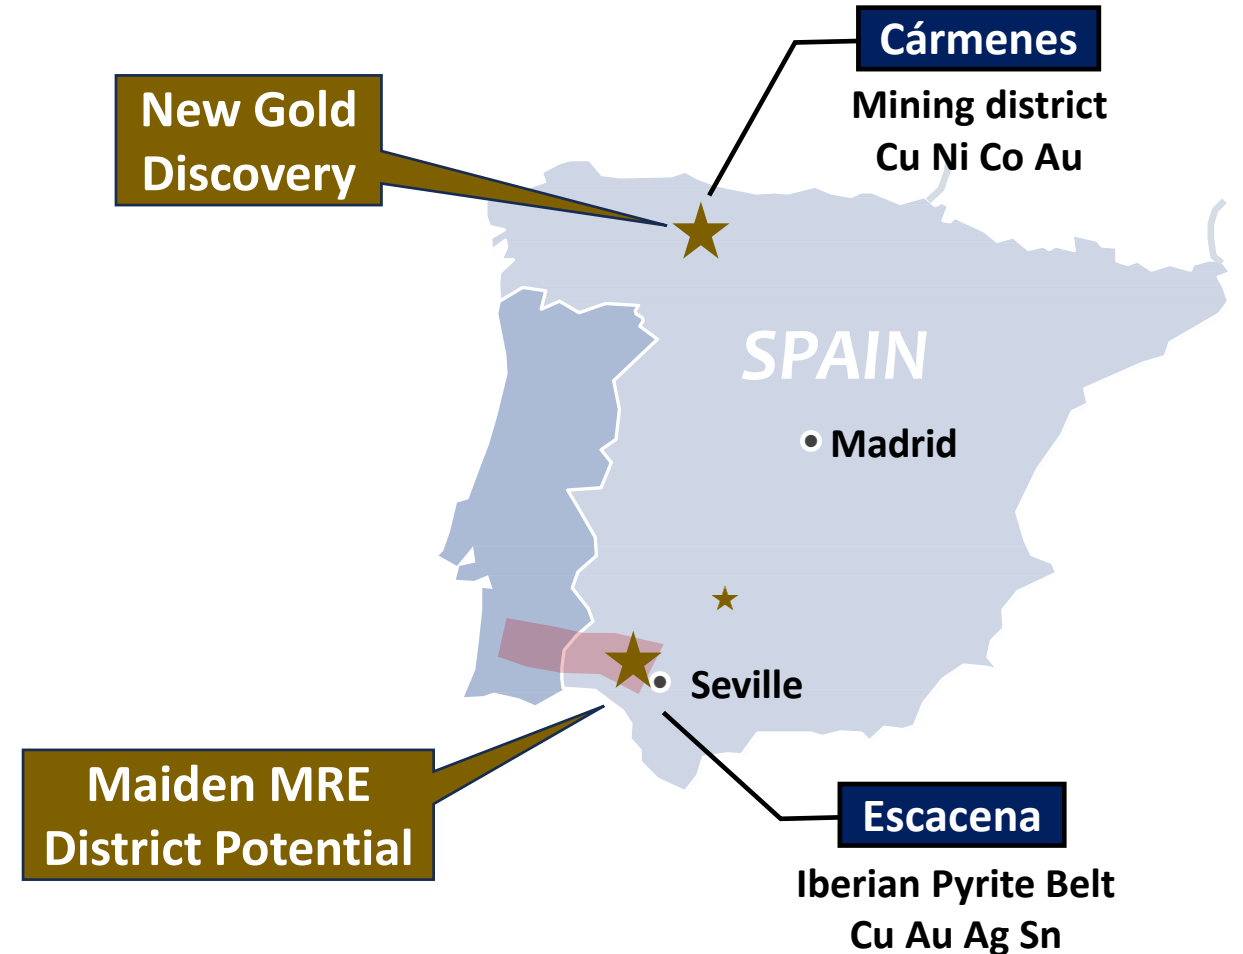 Cármenes
Mining district
Cu Ni Co Au
New Gold
Discovery
SPAIN
Madrid
Seville
Maiden MRE
District Potential
Escacena
Iberian Pyrite Belt
Cu Au Ag Sn